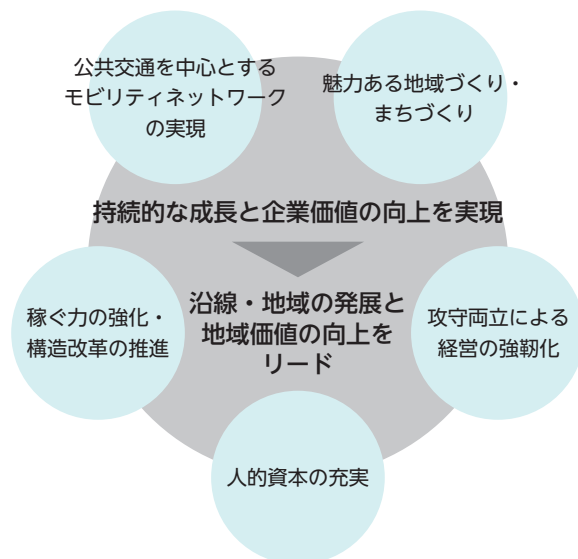 公共交通を中心とする
モビリティネットワーク
の実現
魅力ある地域づくり・
まちづくり
持続的な成長と企業価値の向上を実現
稼ぐ力の強化・
構造改革の推進
沿線・地域の発展と
地域価値の向上を
リード
攻守両立による
経営の強靭化
人的資本の充実